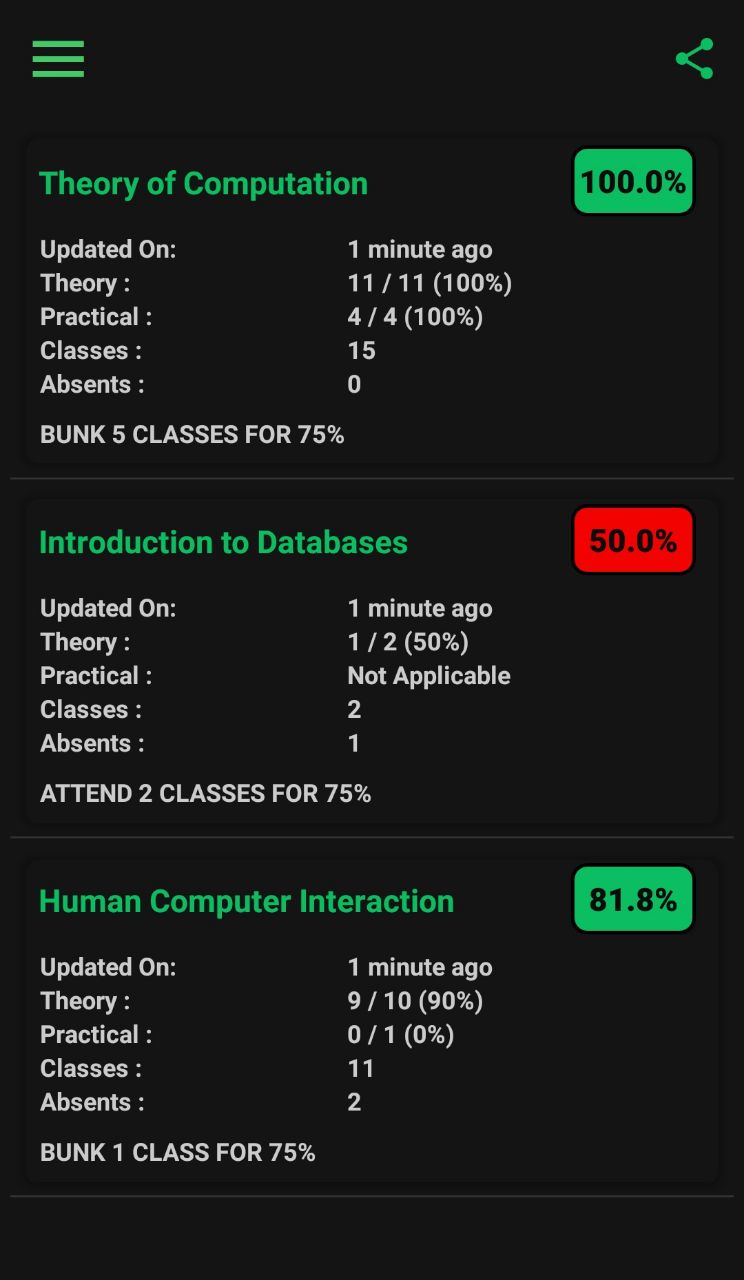 Theory of Computation 100.0%
Updated On: 1 minute ago
Theory : 11 / 11 (100%)
Practical : 4 / 4 (100%)
Classes : 15
Absents : 0
BUNK 5 CLASSES FOR 75%
Introduction to Databases 50.0%
Updated On: 1 minute ago
Theory : 1 / 2 (50%)
Practical : Not Applicable
Classes : 2
Absents : 1
ATTEND 2 CLASSES FOR 75%
Human Computer Interaction 81.8%
Updated On: 1 minute ago
Theory : 9 / 10 (90%)
Practical : 0 / 1 (0%)
Classes : 11
Absents : 2
BUNK 1 CLASS FOR 75%